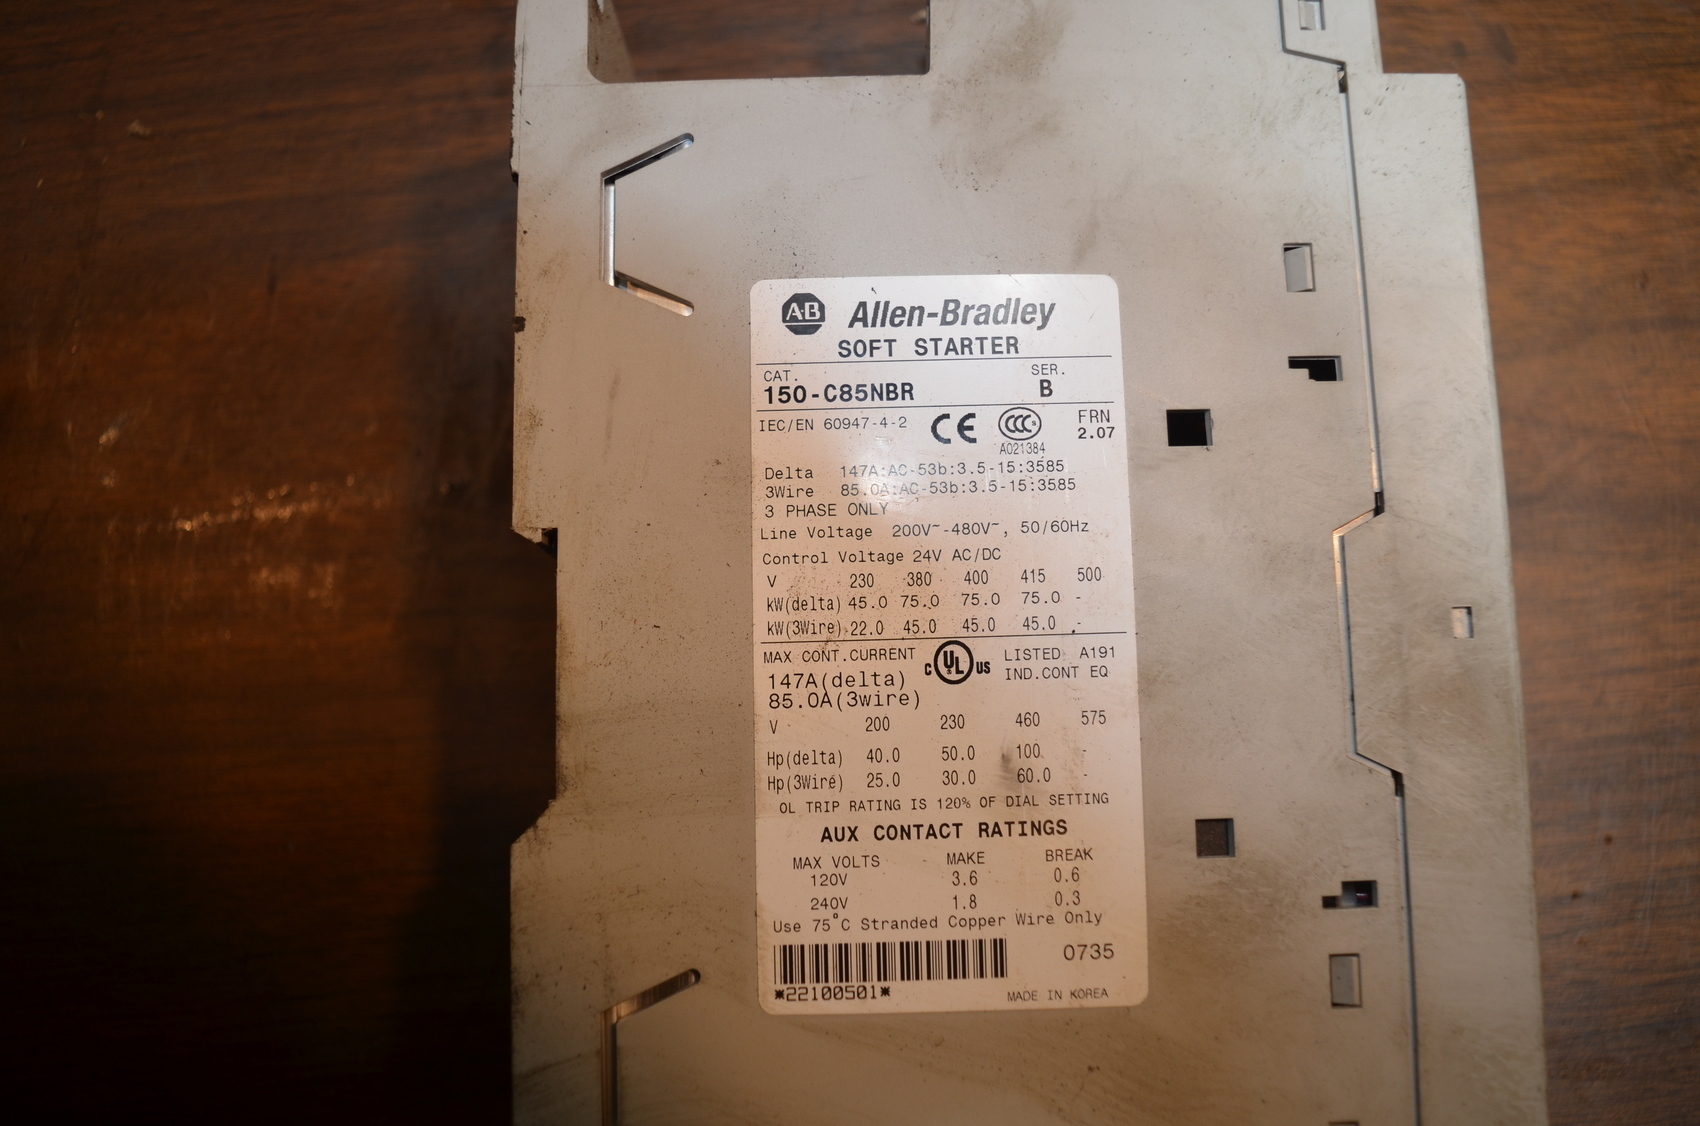 AB Allen-Bradley
SOFT STARTER
CAT. SER.
150-C85NBR B
IEC/EN 60947-4-2 CE CCC S FRN
A021384 2.07
Delta 147A:AC-53b:3.5-15:3585
3Wire 85.0A:AC-53b:3.5-15:3585
3 PHASE ONLY
Line Voltage 200V~-480V~, 50/60Hz
Control Voltage 24V AC/DC
V 230 380 400 415 500
kW(delta) 45.0 75.0 75.0 75.0 -
kW(3Wire) 22.0 45.0 45.0 45.0 -
MAX CONT.CURRENT C UL US LISTED A191
147A(delta) IND.CONT EQ
85.0A(3wire)
V 200 230 460 575
Hp(delta) 40.0 50.0 100 -
Hp(3Wire) 25.0 30.0 60.0 -
OL TRIP RATING IS 120% OF DIAL SETTING
AUX CONTACT RATINGS
MAX VOLTS MAKE BREAK
120V 3.6 0.6
240V 1.8 0.3
Use 75°C Stranded Copper Wire Only
0735
*22100501* MADE IN KOREA